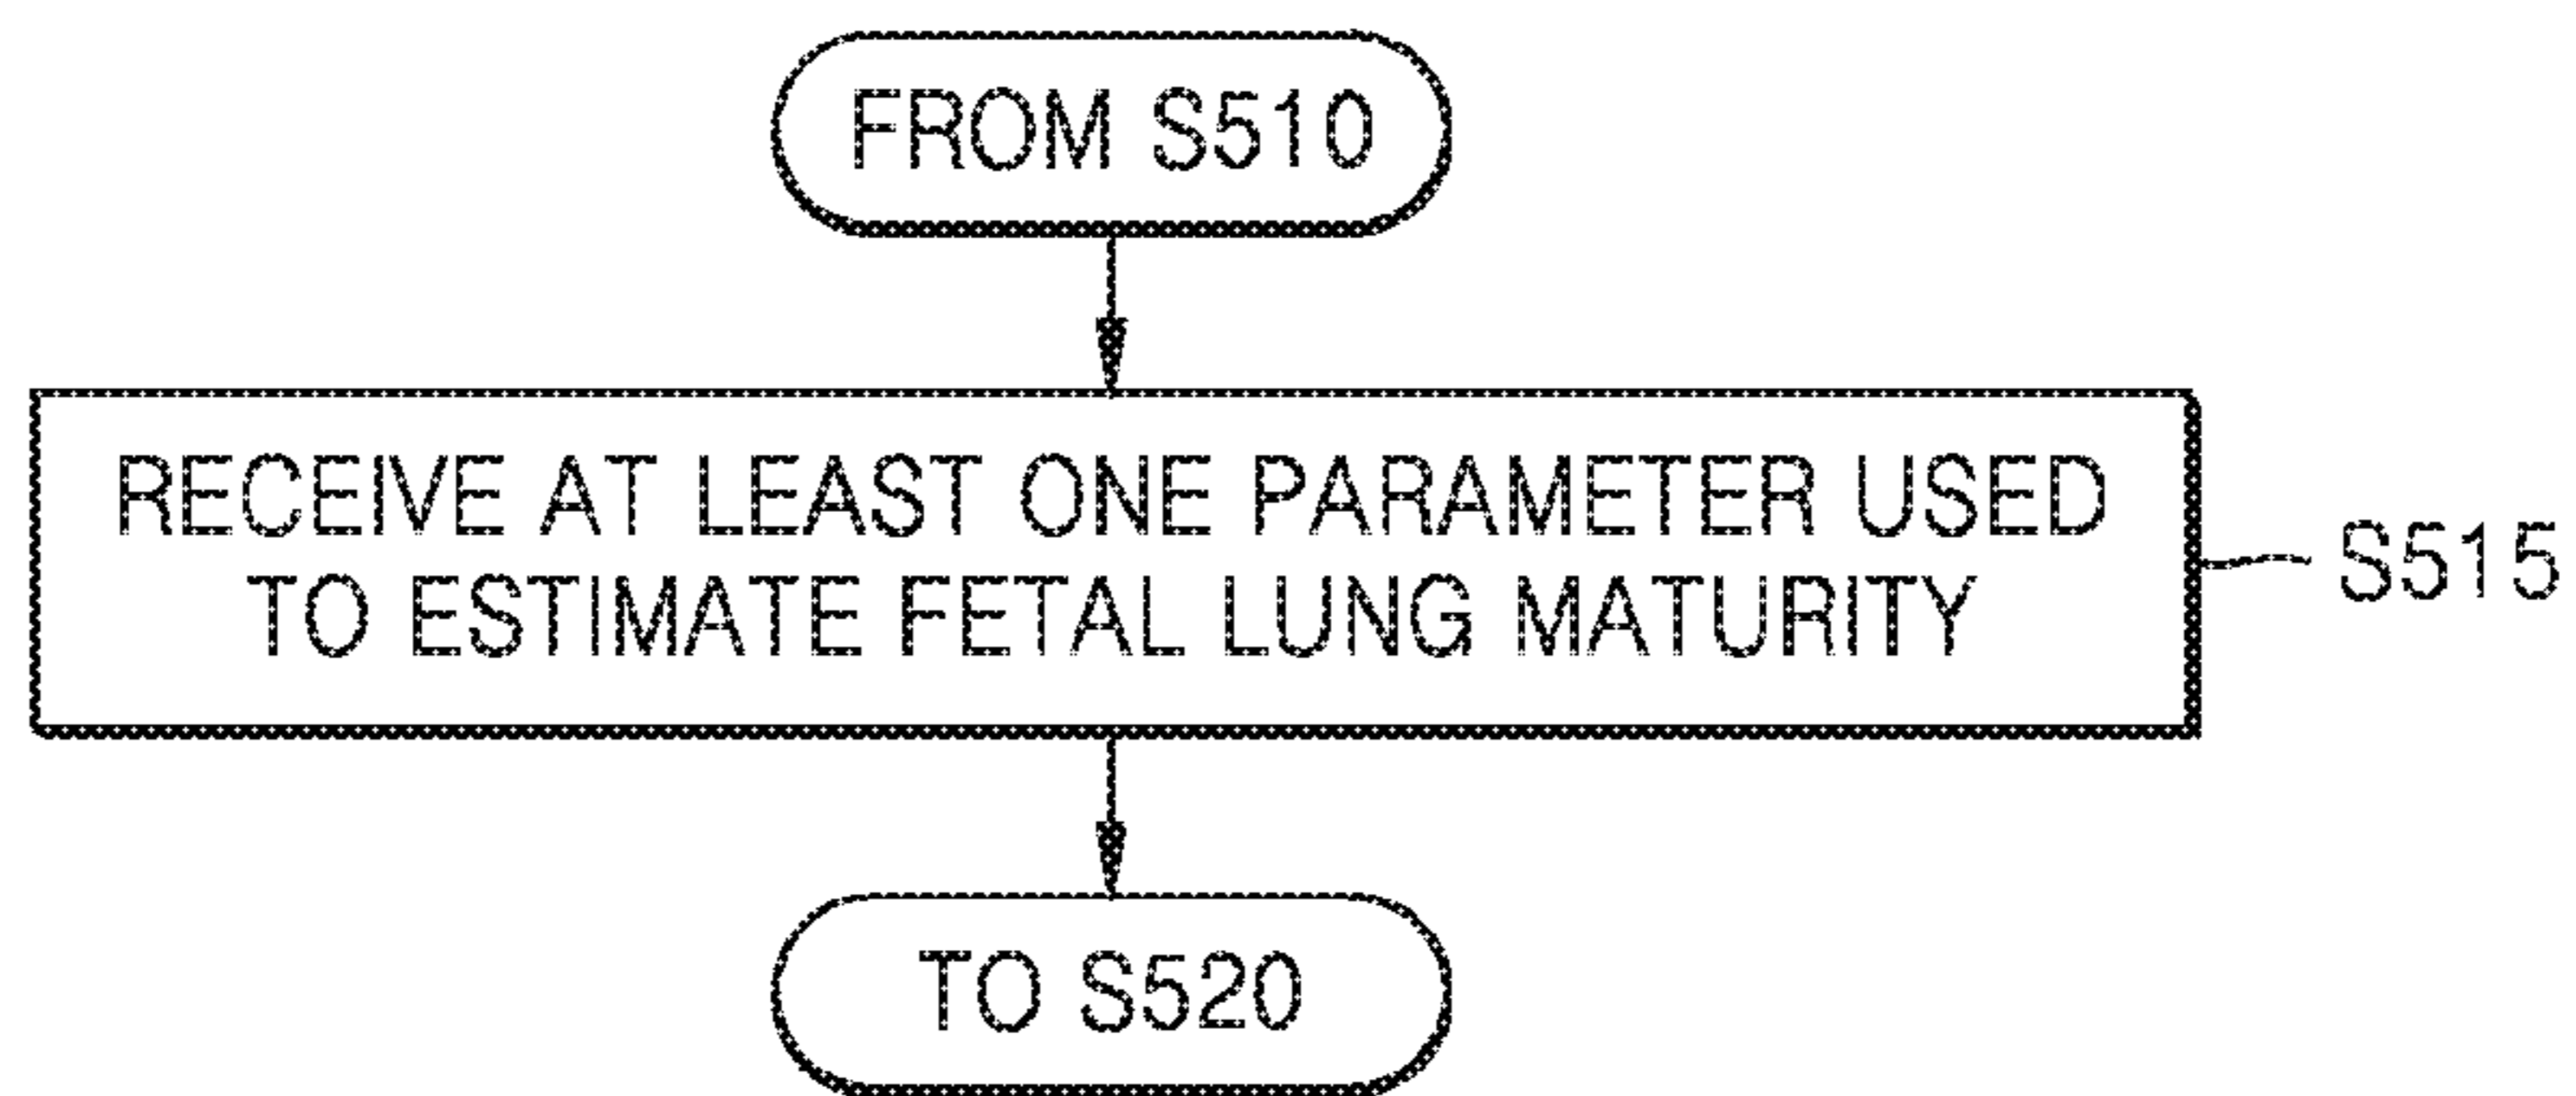 FROM S510
RECEIVE AT LEAST ONE PARAMETER USED
TO ESTIMATE FETAL LUNG MATURITY
S515
TO S520